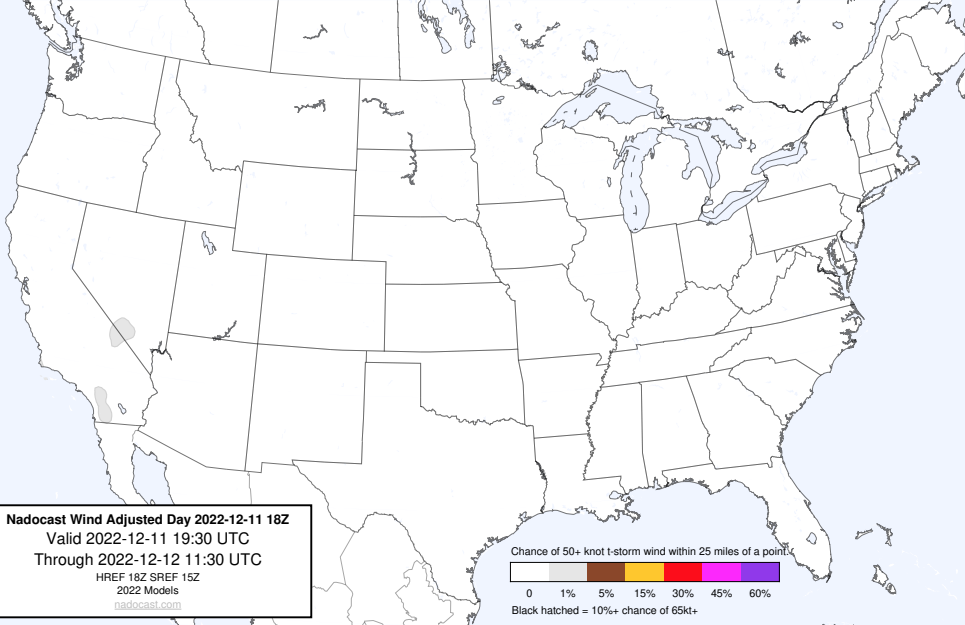 Nadocast Wind Adjusted Day 2022-12-11 18Z
Valid 2022-12-11 19:30 UTC
Through 2022-12-12 11:30 UTC
HREF 18Z SREF 15Z
2022 Models
nadocast.com
Chance of 50+ knot t-storm wind within 25 miles of a point.
0 1% 5% 15% 30% 45% 60%
Black hatched = 10%+ chance of 65kt+